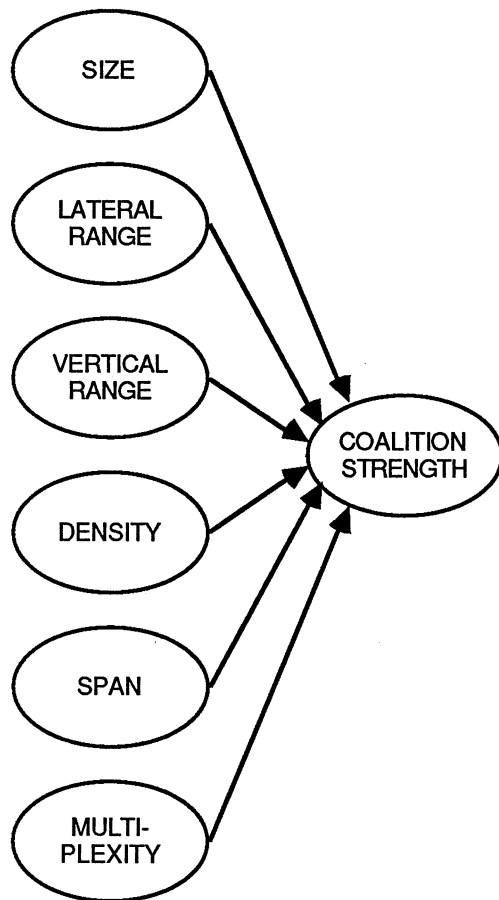 SIZE
LATERAL
RANGE
VERTICAL
RANGE
COALITION
STRENGTH
DENSITY
SPAN
MULTI-
PLEXITY